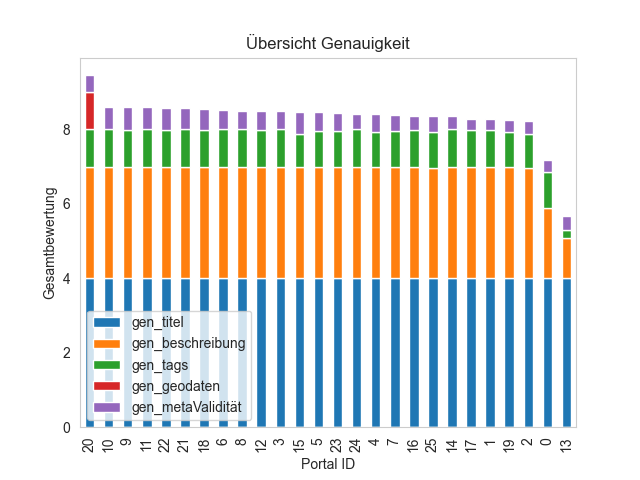 Übersicht Genauigkeit
Gesamtbewertung
8
6
4
2
0
gen_titel
gen_beschreibung
gen_tags
gen_geodaten
gen_metaValidität
20 10 9 11 22 21 18 6 8 12 3 15 5 23 24 4 7 16 25 14 17 1 19 2 0 13
Portal ID